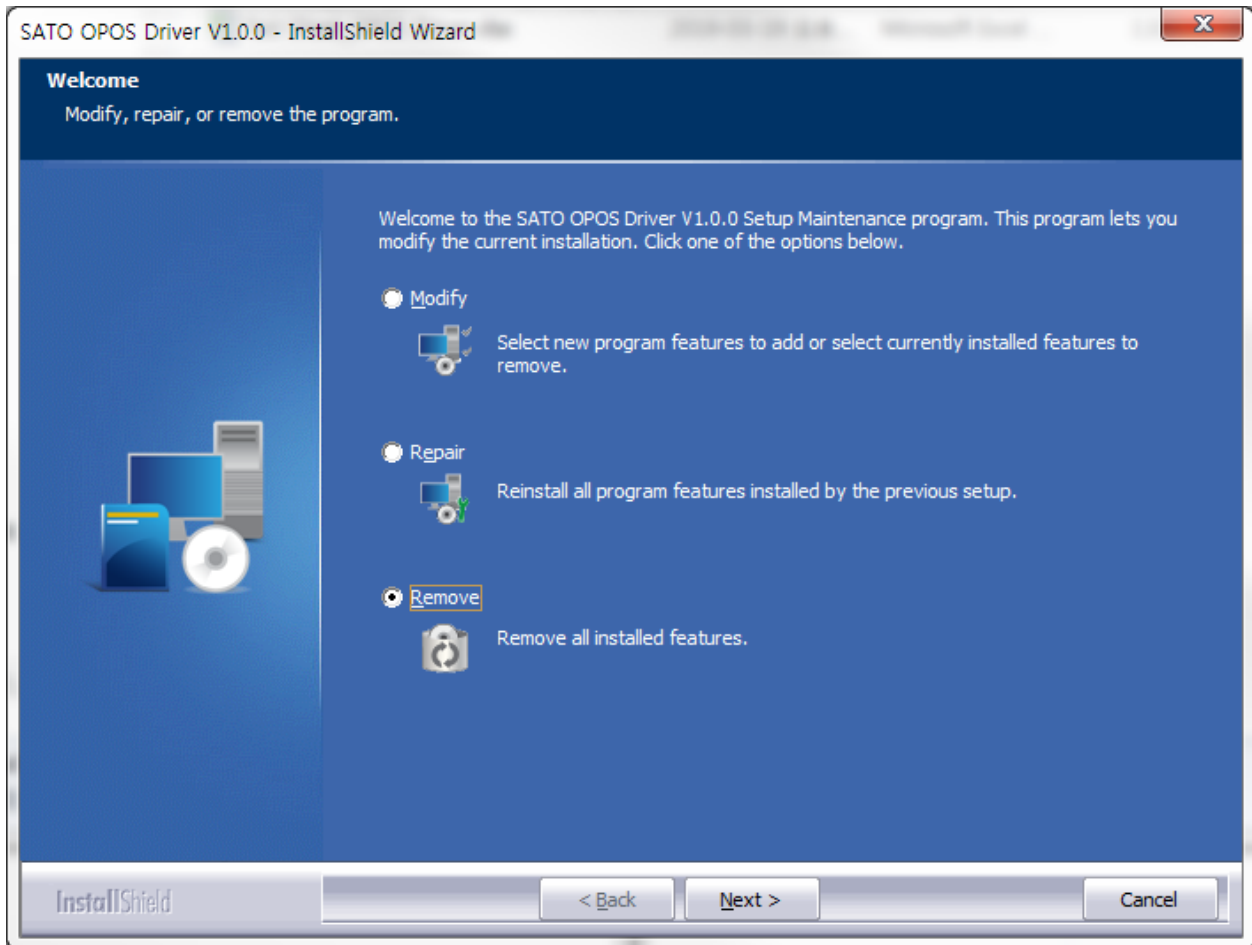 SATO OPOS Driver V1.0.0 - InstallShield Wizard
Welcome
Modify, repair, or remove the program.
Welcome to the SATO OPOS Driver V1.0.0 Setup Maintenance program. This program lets you
modify the current installation. Click one of the options below.
Modify
Select new program features to add or select currently installed features to
remove.
Repair
Reinstall all program features installed by the previous setup.
Remove
Remove all installed features.
InstallShield
< Back
Next >
Cancel